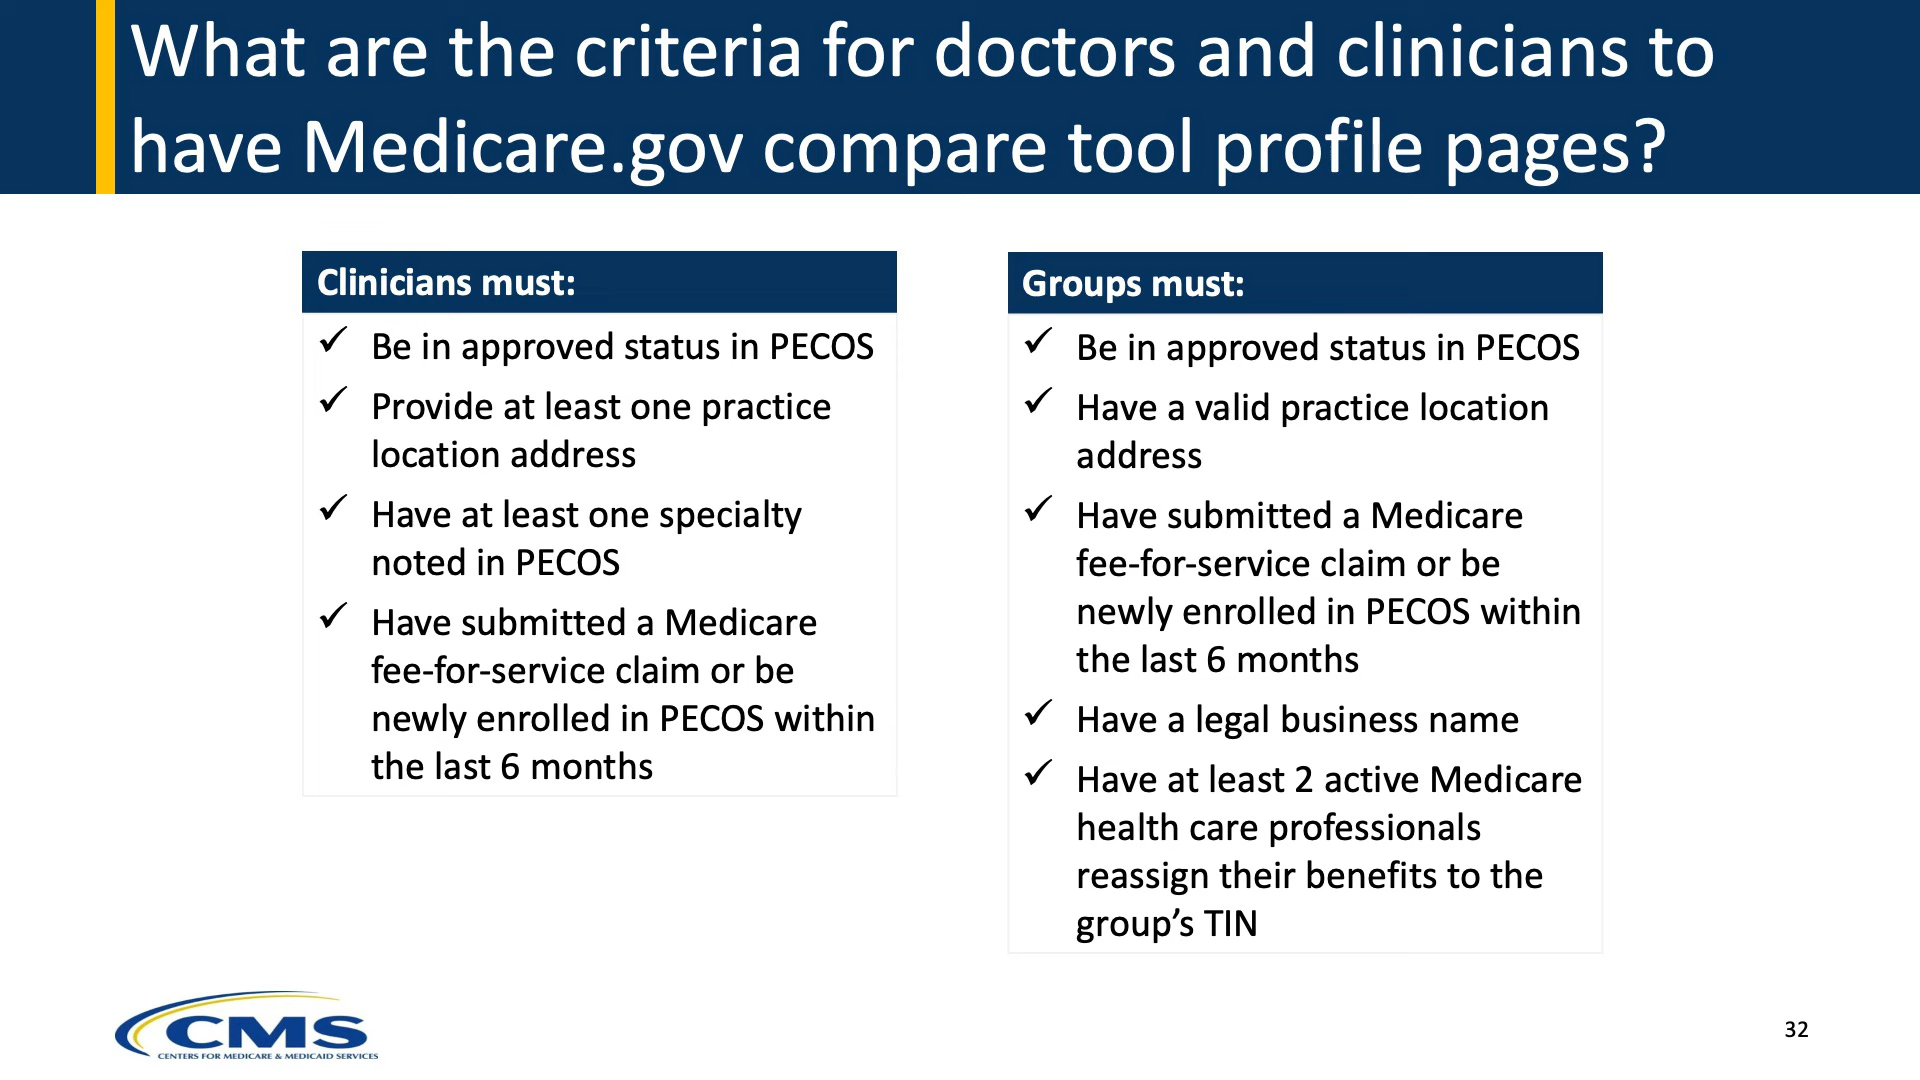 What are the criteria for doctors and clinicians to
have Medicare.gov compare tool profile pages?
Clinicians must:
✓ Be in approved status in PECOS
✓ Provide at least one practice
location address
✓ Have at least one specialty
noted in PECOS
✓ Have submitted a Medicare
fee-for-service claim or be
newly enrolled in PECOS within
the last 6 months
Groups must:
✓ Be in approved status in PECOS
✓ Have a valid practice location
address
✓ Have submitted a Medicare
fee-for-service claim or be
newly enrolled in PECOS within
the last 6 months
✓ Have a legal business name
✓ Have at least 2 active Medicare
health care professionals
reassign their benefits to the
group’s TIN
CMS
CENTERS FOR MEDICARE & MEDICAID SERVICES
32